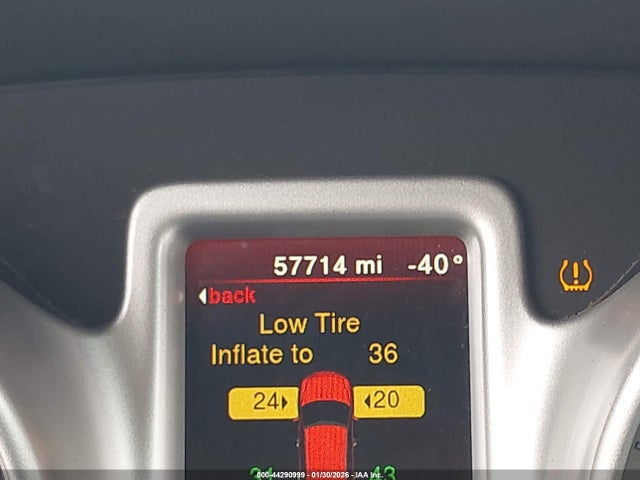 57714 mi -40°
back
Low Tire
Inflate to 36
24 20
000-44290999 - 01/30/2026 - IAA Inc.